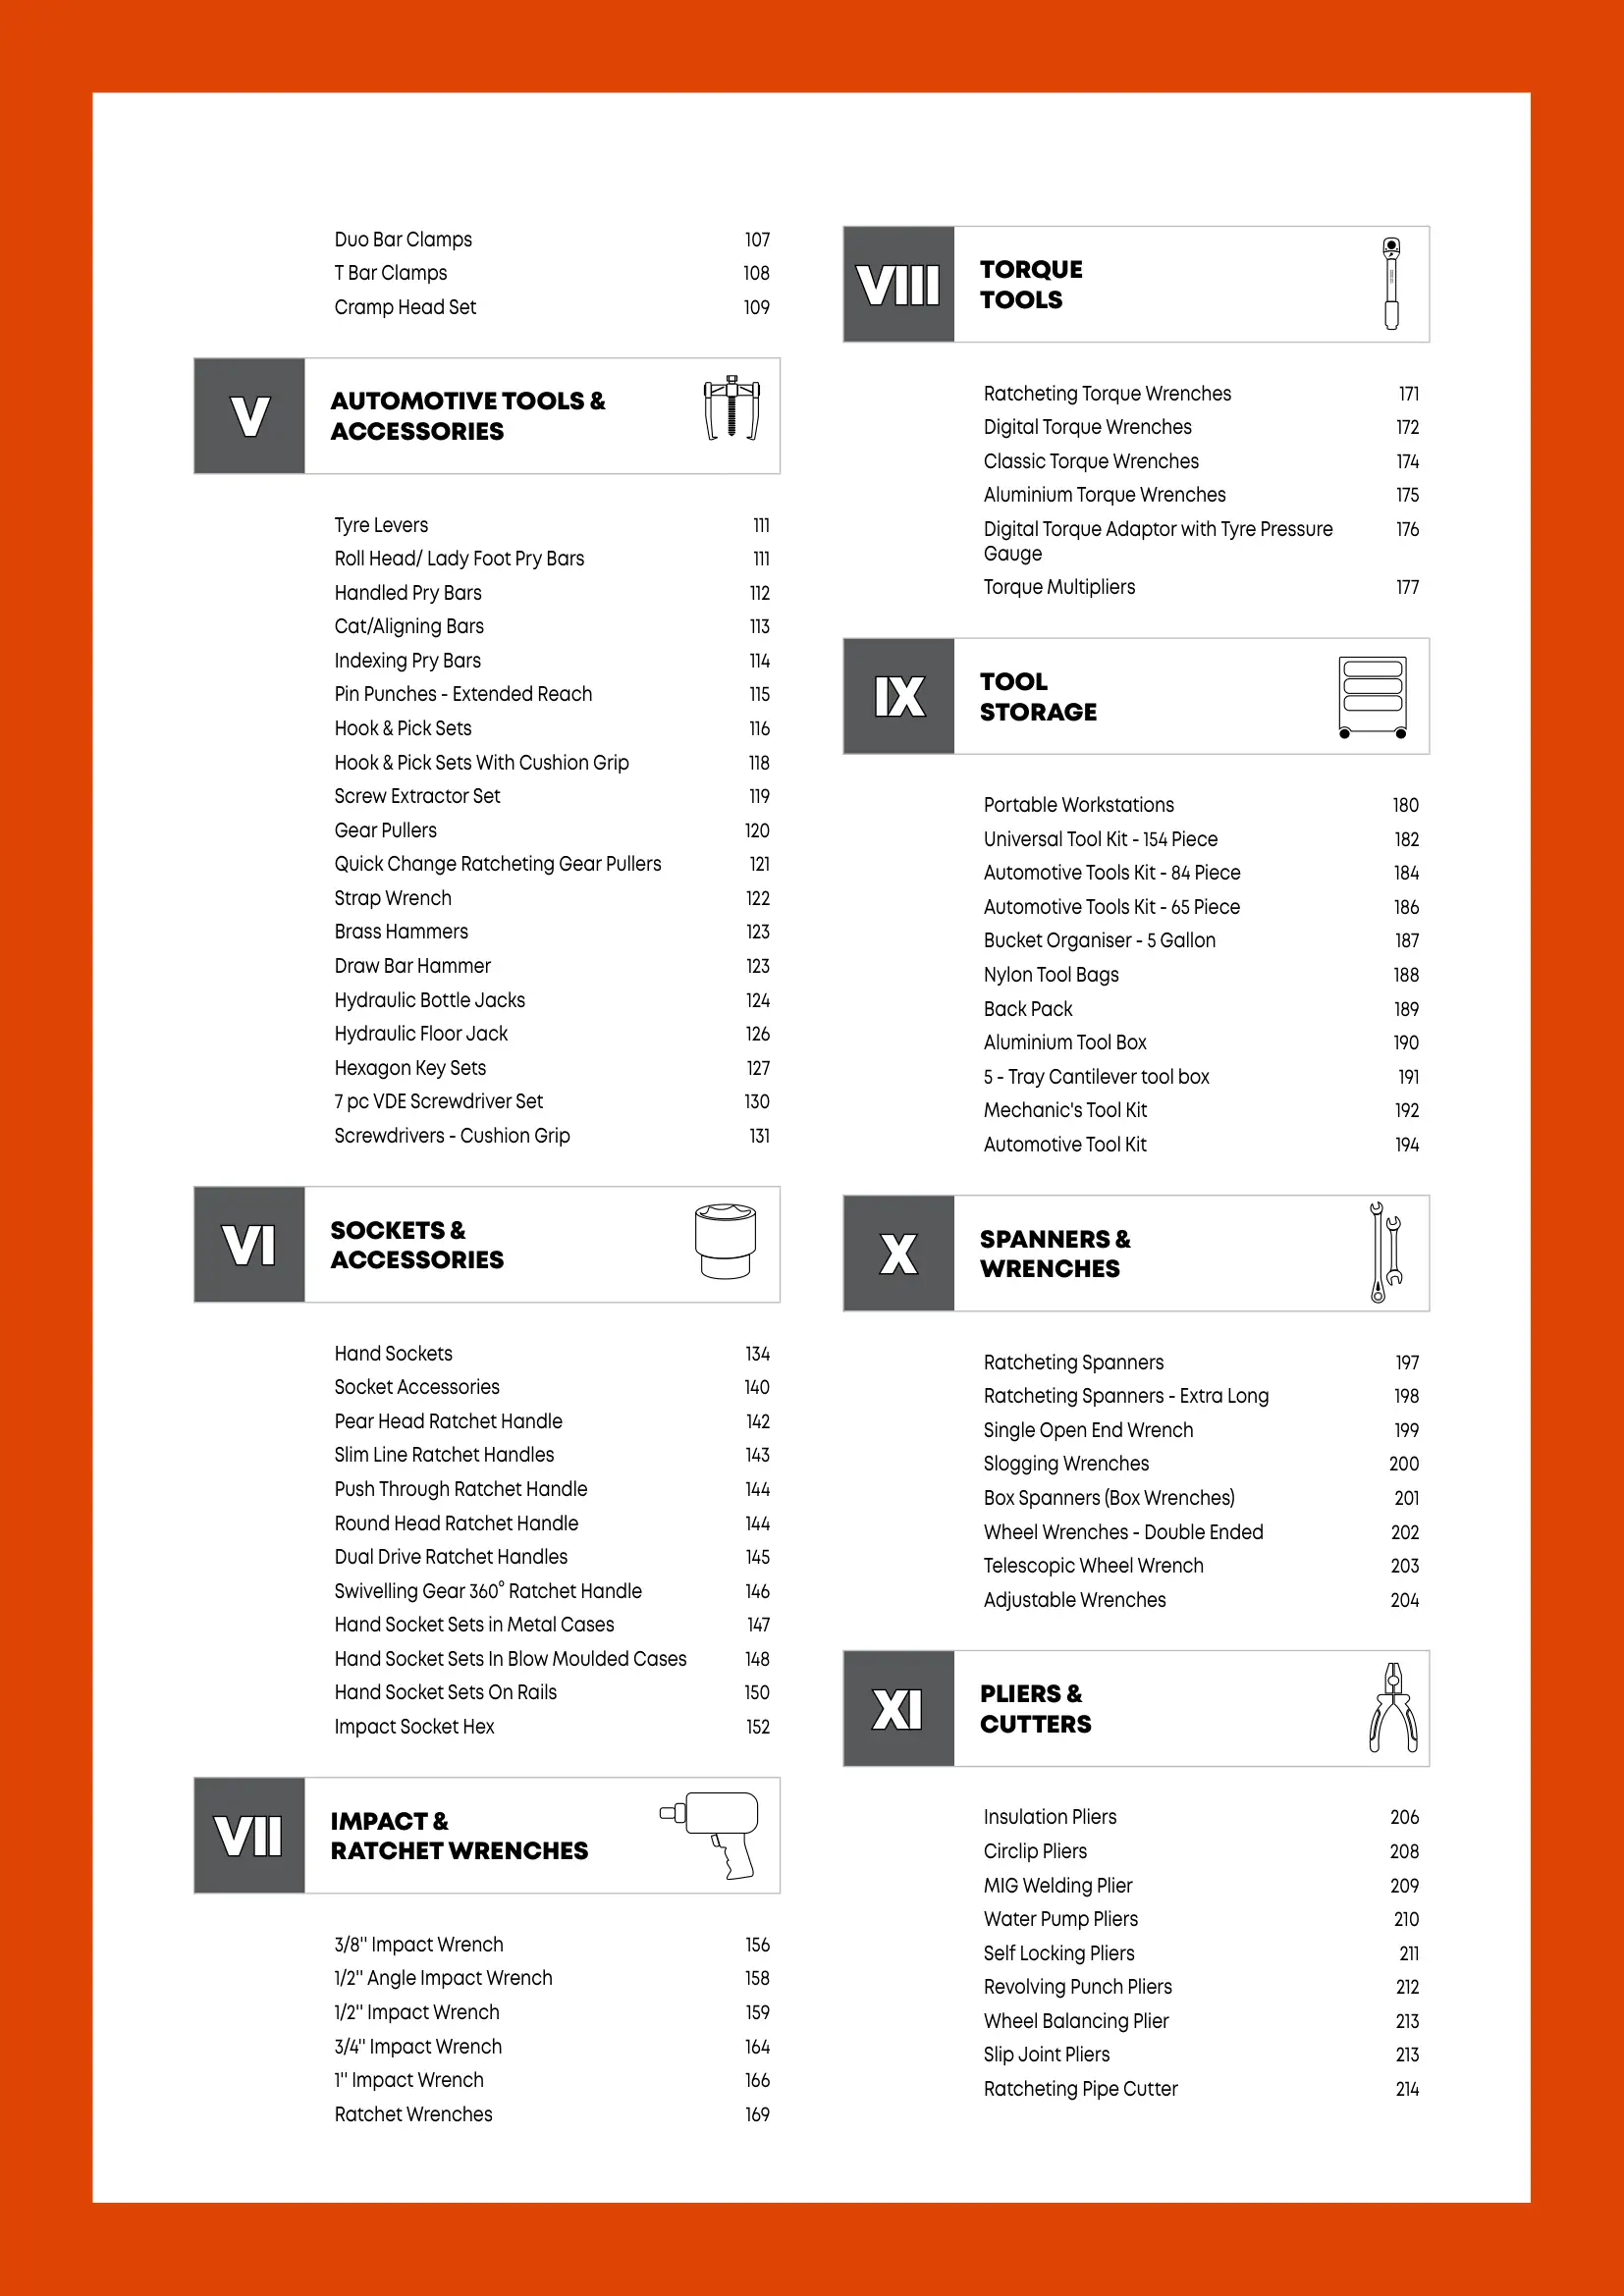 Duo Bar Clamps 107
T Bar Clamps 108
Cramp Head Set 109
V
AUTOMOTIVE TOOLS &
ACCESSORIES
Tyre Levers 111
Roll Head/ Lady Foot Pry Bars 111
Handled Pry Bars 112
Cat/Aligning Bars 113
Indexing Pry Bars 114
Pin Punches - Extended Reach 115
Hook & Pick Sets 116
Hook & Pick Sets With Cushion Grip 118
Screw Extractor Set 119
Gear Pullers 120
Quick Change Ratcheting Gear Pullers 121
Strap Wrench 122
Brass Hammers 123
Draw Bar Hammer 123
Hydraulic Bottle Jacks 124
Hydraulic Floor Jack 126
Hexagon Key Sets 127
7 pc VDE Screwdriver Set 130
Screwdrivers - Cushion Grip 131
VI
SOCKETS &
ACCESSORIES
Hand Sockets 134
Socket Accessories 140
Pear Head Ratchet Handle 142
Slim Line Ratchet Handles 143
Push Through Ratchet Handle 144
Round Head Ratchet Handle 144
Dual Drive Ratchet Handles 145
Swivelling Gear 360° Ratchet Handle 146
Hand Socket Sets in Metal Cases 147
Hand Socket Sets In Blow Moulded Cases 148
Hand Socket Sets On Rails 150
Impact Socket Hex 152
VII
IMPACT &
RATCHET WRENCHES
3/8" Impact Wrench 156
1/2" Angle Impact Wrench 158
1/2" Impact Wrench 159
3/4" Impact Wrench 164
1" Impact Wrench 166
Ratchet Wrenches 169
VIII
TORQUE
TOOLS
Ratcheting Torque Wrenches 171
Digital Torque Wrenches 172
Classic Torque Wrenches 174
Aluminium Torque Wrenches 175
Digital Torque Adaptor with Tyre Pressure 176
Gauge
Torque Multipliers 177
IX
TOOL
STORAGE
Portable Workstations 180
Universal Tool Kit - 154 Piece 182
Automotive Tools Kit - 84 Piece 184
Automotive Tools Kit - 65 Piece 186
Bucket Organiser - 5 Gallon 187
Nylon Tool Bags 188
Back Pack 189
Aluminium Tool Box 190
5 - Tray Cantilever tool box 191
Mechanic's Tool Kit 192
Automotive Tool Kit 194
X
SPANNERS &
WRENCHES
Ratcheting Spanners 197
Ratcheting Spanners - Extra Long 198
Single Open End Wrench 199
Slogging Wrenches 200
Box Spanners (Box Wrenches) 201
Wheel Wrenches - Double Ended 202
Telescopic Wheel Wrench 203
Adjustable Wrenches 204
XI
PLIERS &
CUTTERS
Insulation Pliers 206
Circlip Pliers 208
MIG Welding Plier 209
Water Pump Pliers 210
Self Locking Pliers 211
Revolving Punch Pliers 212
Wheel Balancing Plier 213
Slip Joint Pliers 213
Ratcheting Pipe Cutter 214